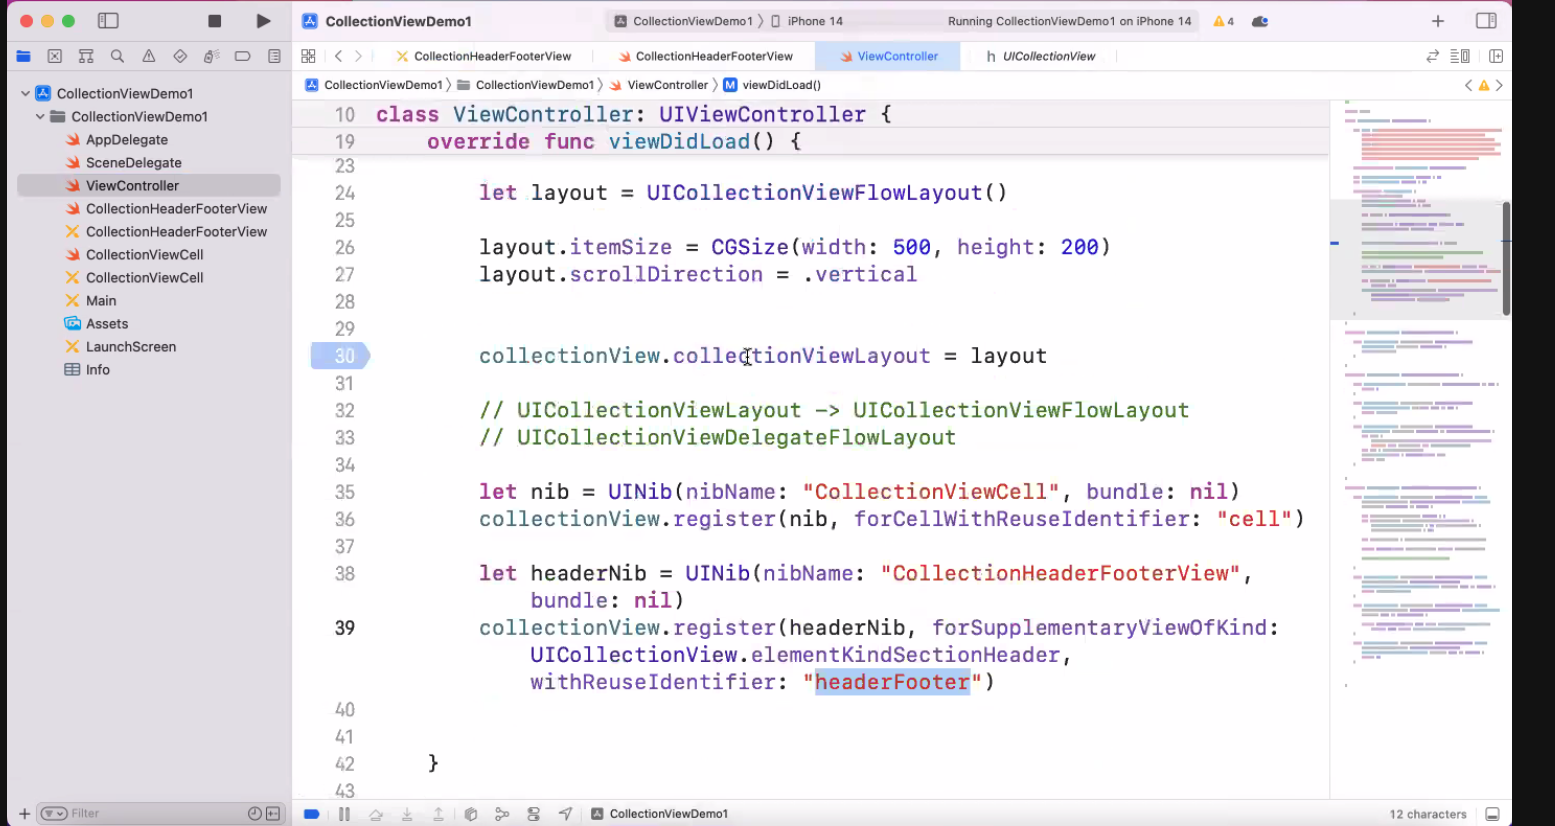 CollectionViewDemo1
CollectionViewDemo1 〉 iPhone 14
Running CollectionViewDemo1 on iPhone 14
4
CollectionHeaderFooterView
CollectionHeaderFooterView
ViewController
h UICollectionView
CollectionViewDemo1 〉 CollectionViewDemo1 〉 ViewController 〉 M viewDidLoad()
CollectionViewDemo1
CollectionViewDemo1
AppDelegate
SceneDelegate
ViewController
CollectionHeaderFooterView
CollectionHeaderFooterView
CollectionViewCell
CollectionViewCell
Main
Assets
LaunchScreen
Info
Filter
10 class ViewController: UIViewController {
19 override func viewDidLoad() {
23
24 let layout = UICollectionViewFlowLayout()
25
26 layout.itemSize = CGSize(width: 500, height: 200)
27 layout.scrollDirection = .vertical
28
29
30 collectionView.collectionViewLayout = layout
31
32 // UICollectionViewLayout -> UICollectionViewFlowLayout
33 // UICollectionViewDelegateFlowLayout
34
35 let nib = UINib(nibName: "CollectionViewCell", bundle: nil)
36 collectionView.register(nib, forCellWithReuseIdentifier: "cell")
37
38 let headerNib = UINib(nibName: "CollectionHeaderFooterView",
bundle: nil)
39 collectionView.register(headerNib, forSupplementaryViewOfKind:
UICollectionView.elementKindSectionHeader,
withReuseIdentifier: "headerFooter")
40
41
42 }
43
CollectionViewDemo1
12 characters